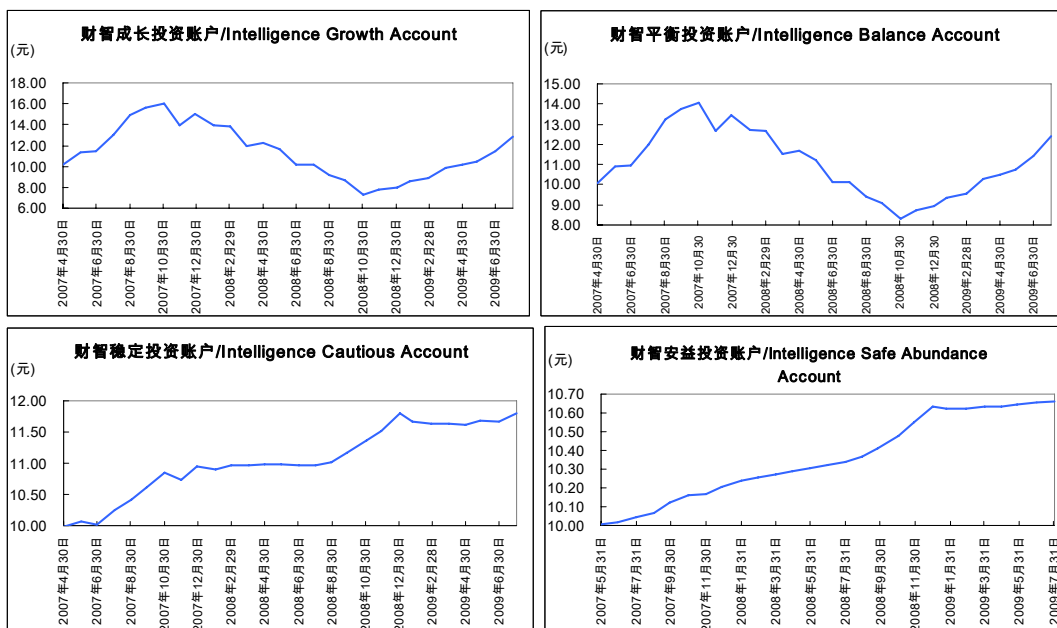 财智成长投资账户/Intelligence Growth Account
(元)
18.00
16.00
14.00
12.00
10.00
8.00
6.00
2007年4月30日
2007年6月30日
2007年8月30日
2007年10月30日
2007年12月30日
2008年2月29日
2008年4月30日
2008年6月30日
2008年8月30日
2008年10月30日
2008年12月30日
2009年2月28日
2009年4月30日
2009年6月30日
财智平衡投资账户/Intelligence Balance Account
(元)
15.00
14.00
13.00
12.00
11.00
10.00
9.00
8.00
2007年4月30日
2007年6月30日
2007年8月30日
2007年10月30
2007年12月30
2008年2月29日
2008年4月30日
2008年6月30日
2008年8月30日
2008年10月30
2008年12月30
2009年2月28日
2009年4月30日
2009年6月30日
财智稳定投资账户/Intelligence Cautious Account
(元)
12.00
11.50
11.00
10.50
10.00
2007年4月30日
2007年6月30日
2007年8月30日
2007年10月30日
2007年12月30日
2008年2月29日
2008年4月30日
2008年6月30日
2008年8月30日
2008年10月30日
2008年12月30日
2009年2月28日
2009年4月30日
2009年6月30日
财智安益投资账户/Intelligence Safe Abundance
Account
(元)
10.70
10.60
10.50
10.40
10.30
10.20
10.10
10.00
2007年5月31日
2007年7月31日
2007年9月30日
2007年11月30日
2008年1月31日
2008年3月31日
2008年5月31日
2008年7月31日
2008年9月30日
2008年11月30日
2009年1月31日
2009年3月31日
2009年5月31日
2009年7月31日